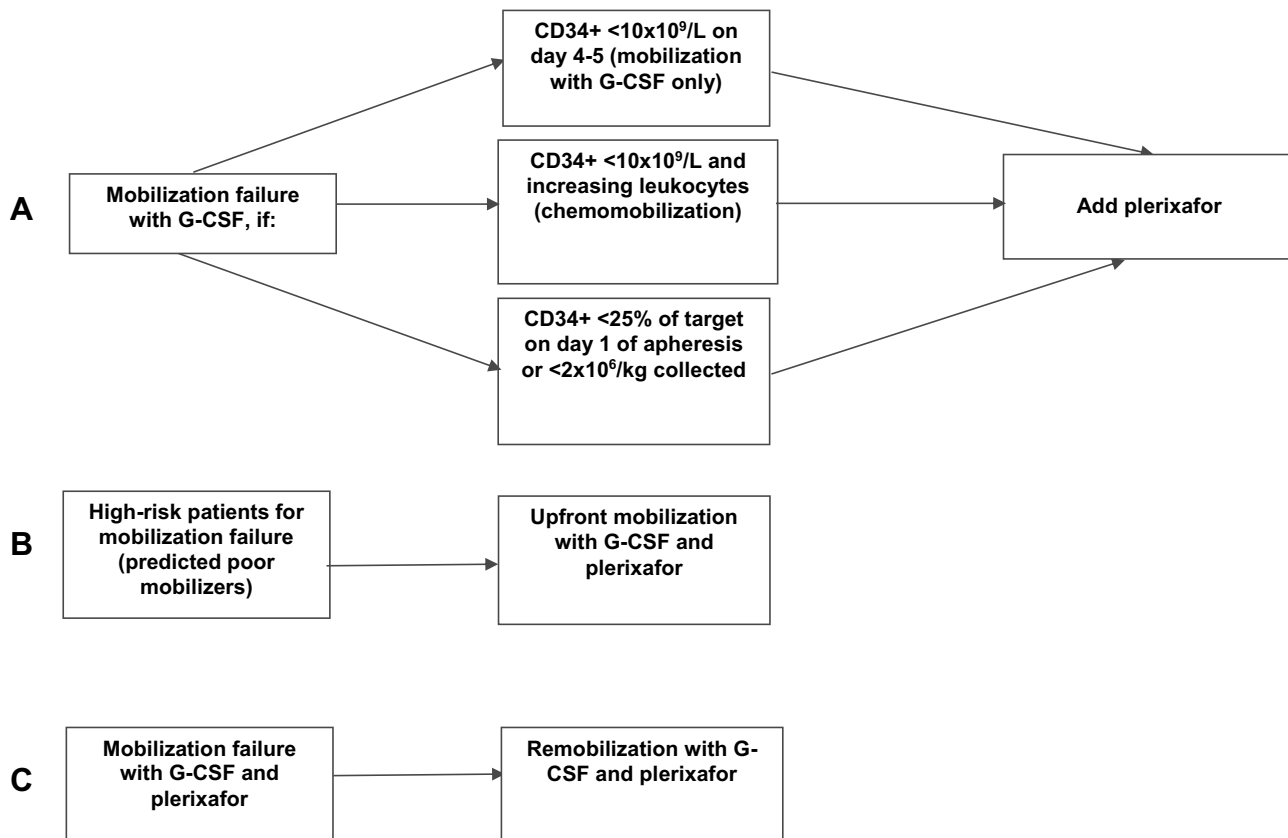 CD34+ <10x10⁹/L on
day 4-5 (mobilization
with G-CSF only)
A
Mobilization failure
with G-CSF, if:
CD34+ <10x10⁹/L and
increasing leukocytes
(chemomobilization)
Add plerixafor
CD34+ <25% of target
on day 1 of apheresis
or <2x10⁶/kg collected
B
High-risk patients for
mobilization failure
(predicted poor
mobilizers)
Upfront mobilization
with G-CSF and
plerixafor
C
Mobilization failure
with G-CSF and
plerixafor
Remobilization with G-
CSF and plerixafor